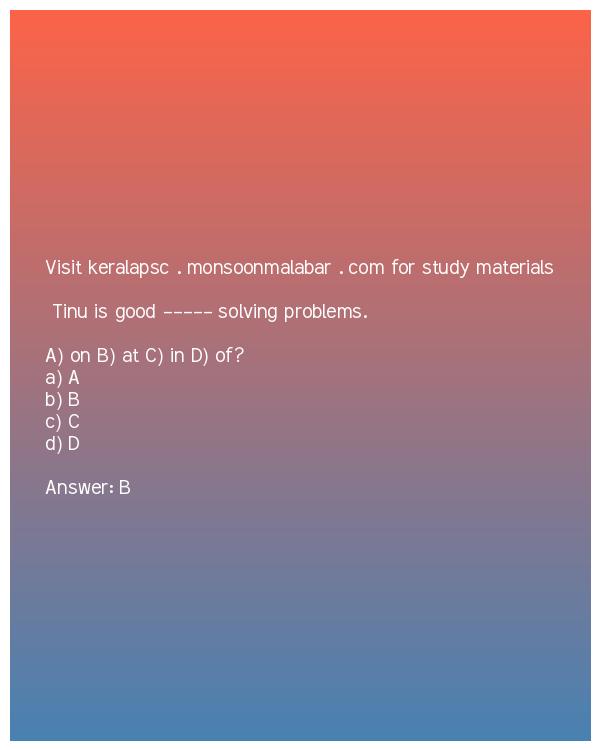 Visit keralapsc . monsoonmalabar . com for study materials
Tinu is good ----- solving problems.
A) on B) at C) in D) of?
a) A
b) B
c) C
d) D
Answer: B